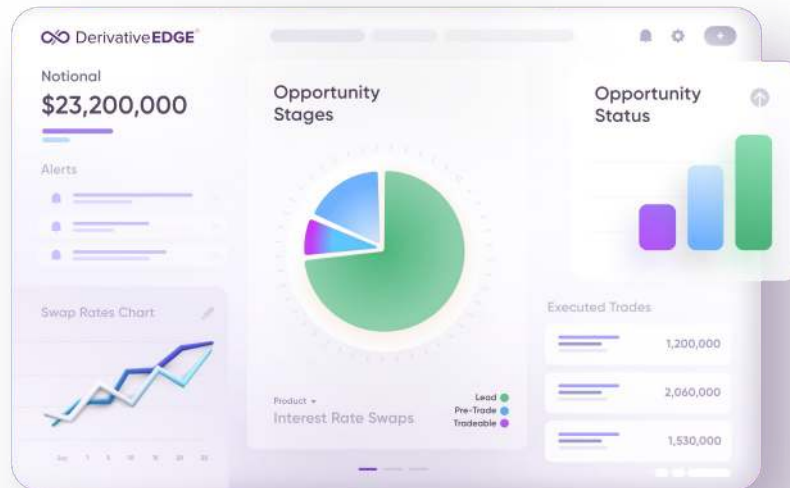 DerivativeEDGE
Notional
$23,200,000
Alerts
Swap Rates Chart
Opportunity
Stages
Product
Interest Rate Swaps
Lead
Pre-Trade
Tradeable
Opportunity
Status
Executed Trades
1,200,000
2,060,000
1,530,000